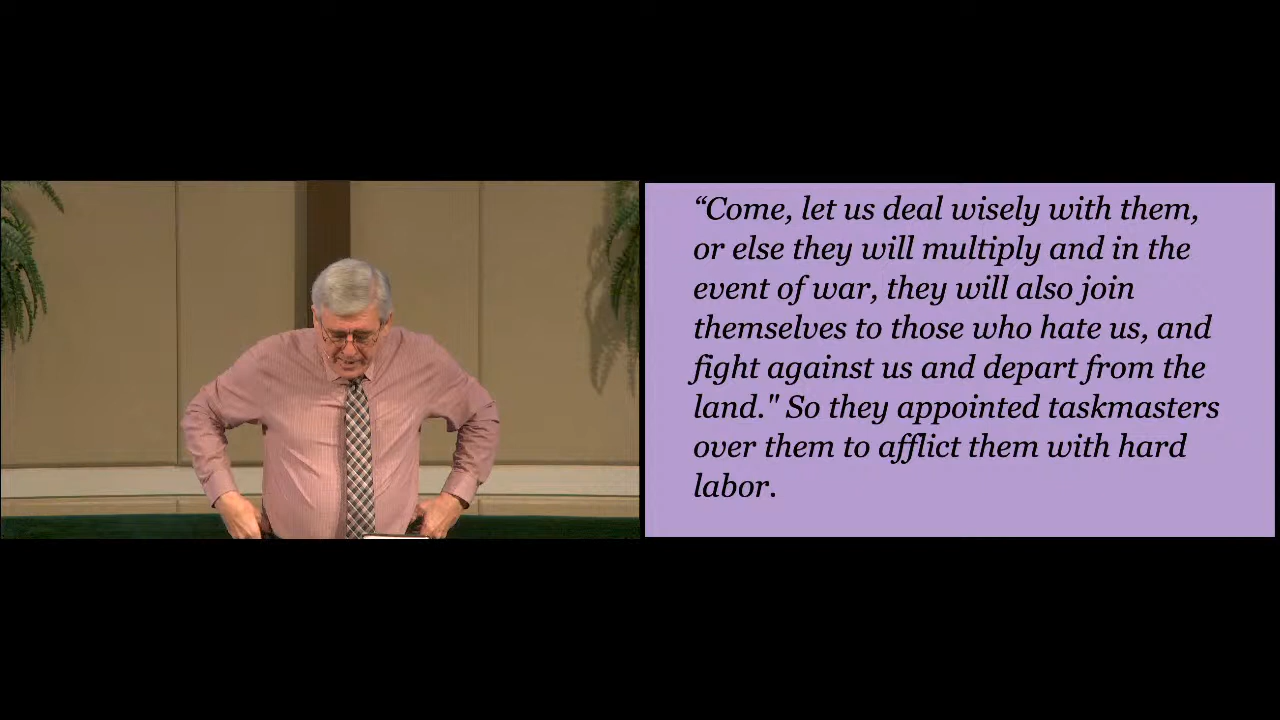 “Come, let us deal wisely with them,
or else they will multiply and in the
event of war, they will also join
themselves to those who hate us, and
fight against us and depart from the
land." So they appointed taskmasters
over them to afflict them with hard
labor.